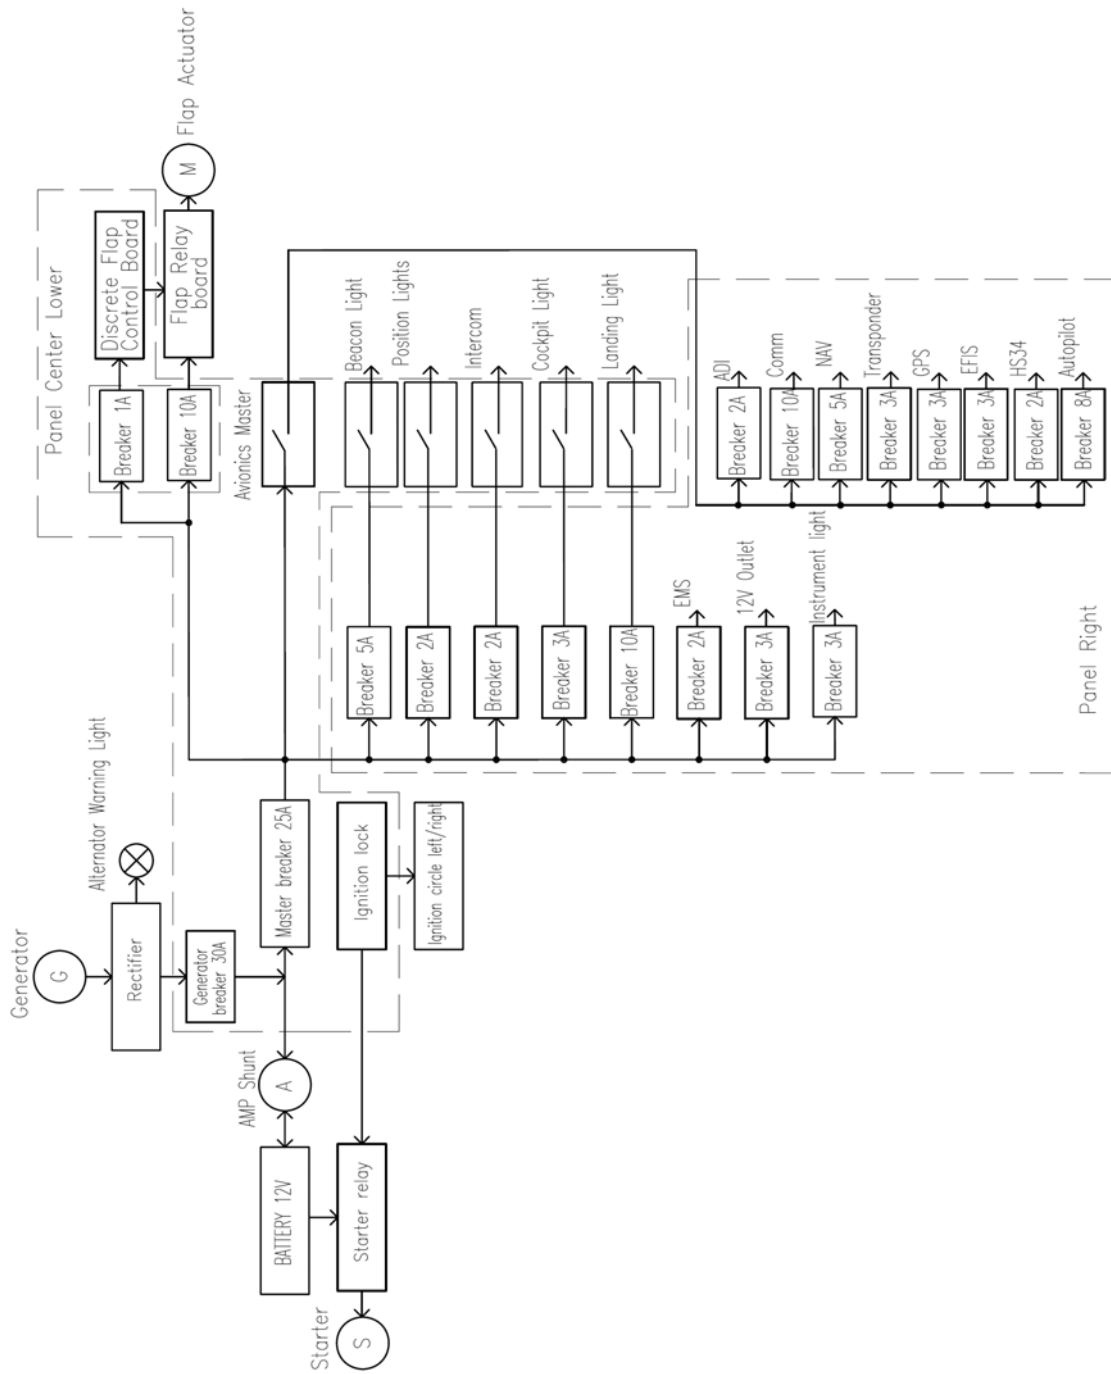 Generator
G
Rectifier
Alternator Warning Light
Generator
breaker 30A
Panel Center Lower
Breaker 1A
Discrete Flap
Control Board
Breaker 10A
Flap Relay
board
M
Flap Actuator
Starter
S
BATTERY 12V
Starter relay
AMP Shunt
A
Master breaker 25A
Ignition lock
Ignition circle left/right
Avionics Master
Breaker 5A
Beacon Light
Breaker 2A
Position Lights
Breaker 2A
Intercom
Breaker 3A
Cockpit Light
Breaker 10A
Landing Light
Breaker 2A
EMS
Breaker 3A
12V Outlet
Breaker 3A
Instrument light
Breaker 2A
ADI
Breaker 10A
Comm
Breaker 5A
NAV
Breaker 3A
Transponder
Breaker 3A
GPS
Breaker 3A
EFIS
Breaker 2A
HS34
Breaker 8A
Autopilot
Panel Right